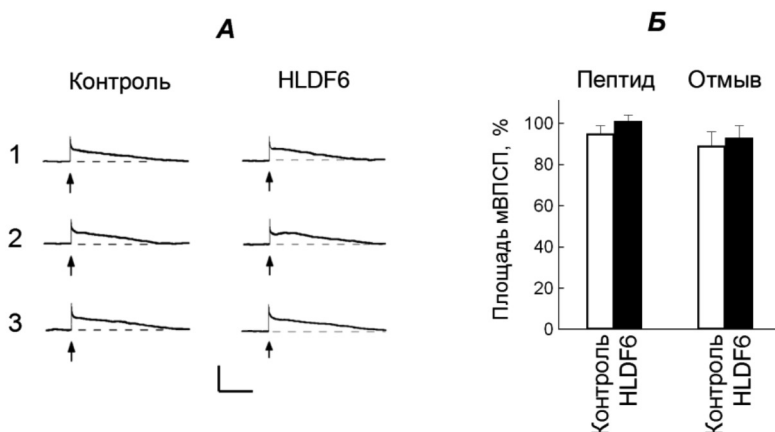 А
Контроль HLDF6
1
2
3
Б
Пептид Отмыв
Площадь мВПСП, %
100
80
60
40
20
0
Контроль
HLDF6
Контроль
HLDF6